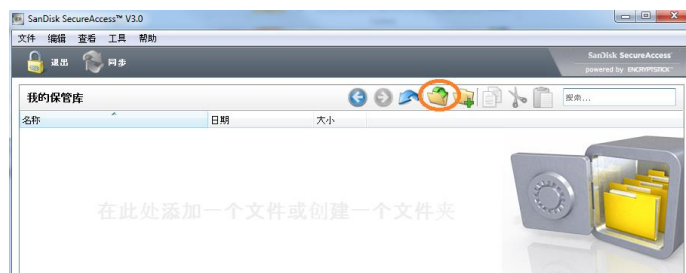 SanDisk SecureAccess™ V3.0
文件 编辑 查看 工具 帮助
退出 同步
SanDisk SecureAccess™
powered by ENCRYPTSTICK™
我的保管库
搜索...
名称 日期 大小
在此处添加一个文件或创建一个文件夹